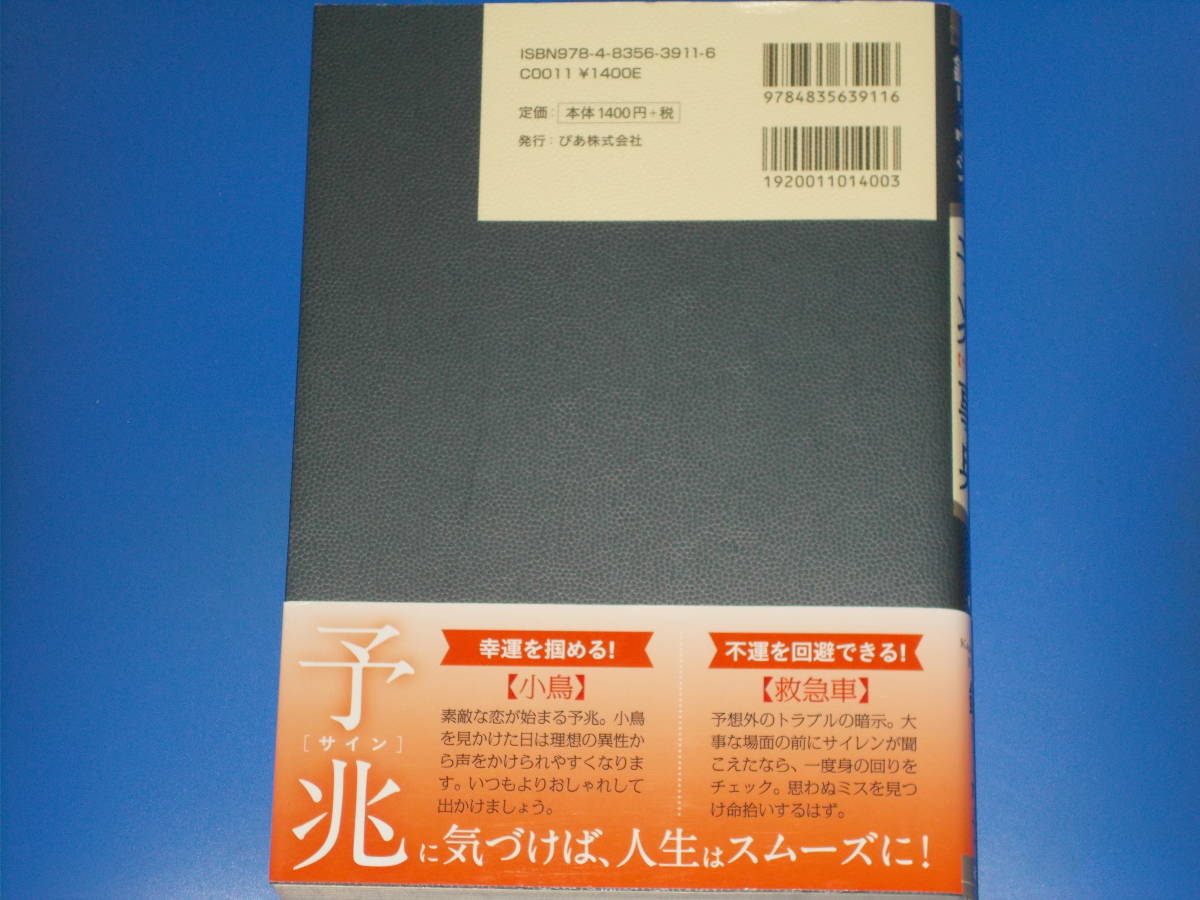 ISBN978-4-8356-3911-6
C0011 ¥1400E
定価： 本体1400円+税
発行：ぴあ株式会社
9784835639116
1920011014003
予兆
[サイン]
に気づけば、人生はスムーズに！
幸運を掴める！
【小鳥】
素敵な恋が始まる予兆。小鳥
を見かけた日は理想の異性か
ら声をかけられやすくなりま
す。いつもよりおしゃれして
出かけましょう。
不運を回避できる！
【救急車】
予想外のトラブルの暗示。大
事な場面の前にサイレンが聞
こえたなら、一度身の回りを
チェック。思わぬミスを見つ
け命拾いするはず。